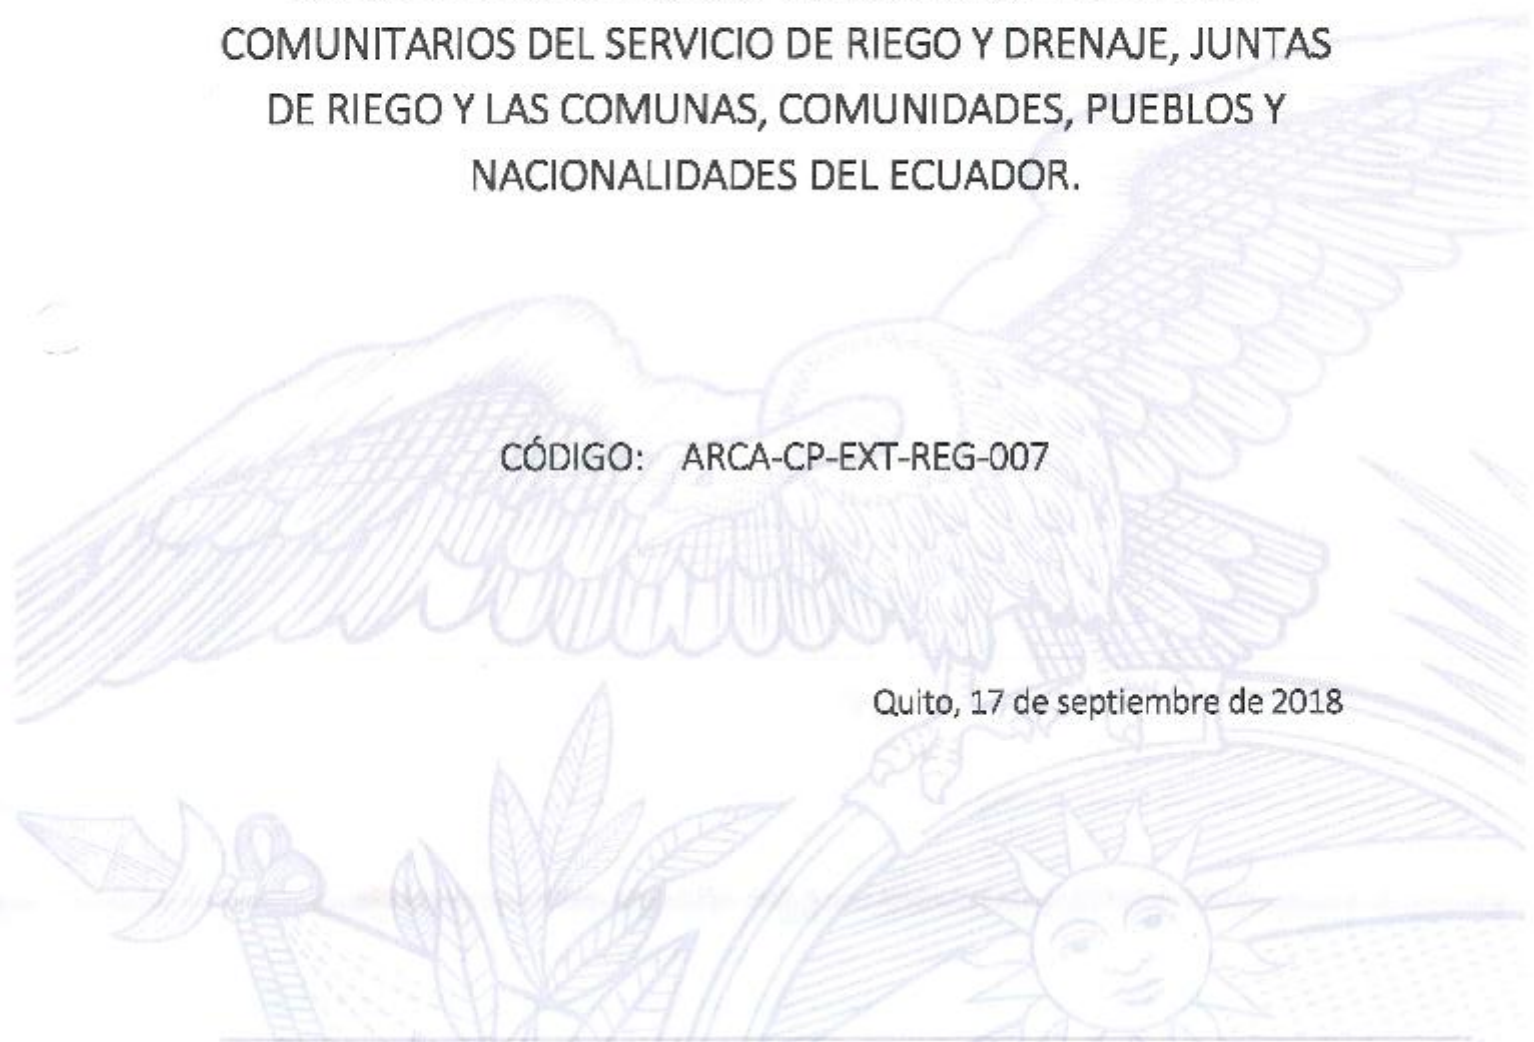 COMUNITARIOS DEL SERVICIO DE RIEGO Y DRENAJE, JUNTAS
DE RIEGO Y LAS COMUNAS, COMUNIDADES, PUEBLOS Y
NACIONALIDADES DEL ECUADOR.
CÓDIGO: ARCA-CP-EXT-REG-007
Quito, 17 de septiembre de 2018